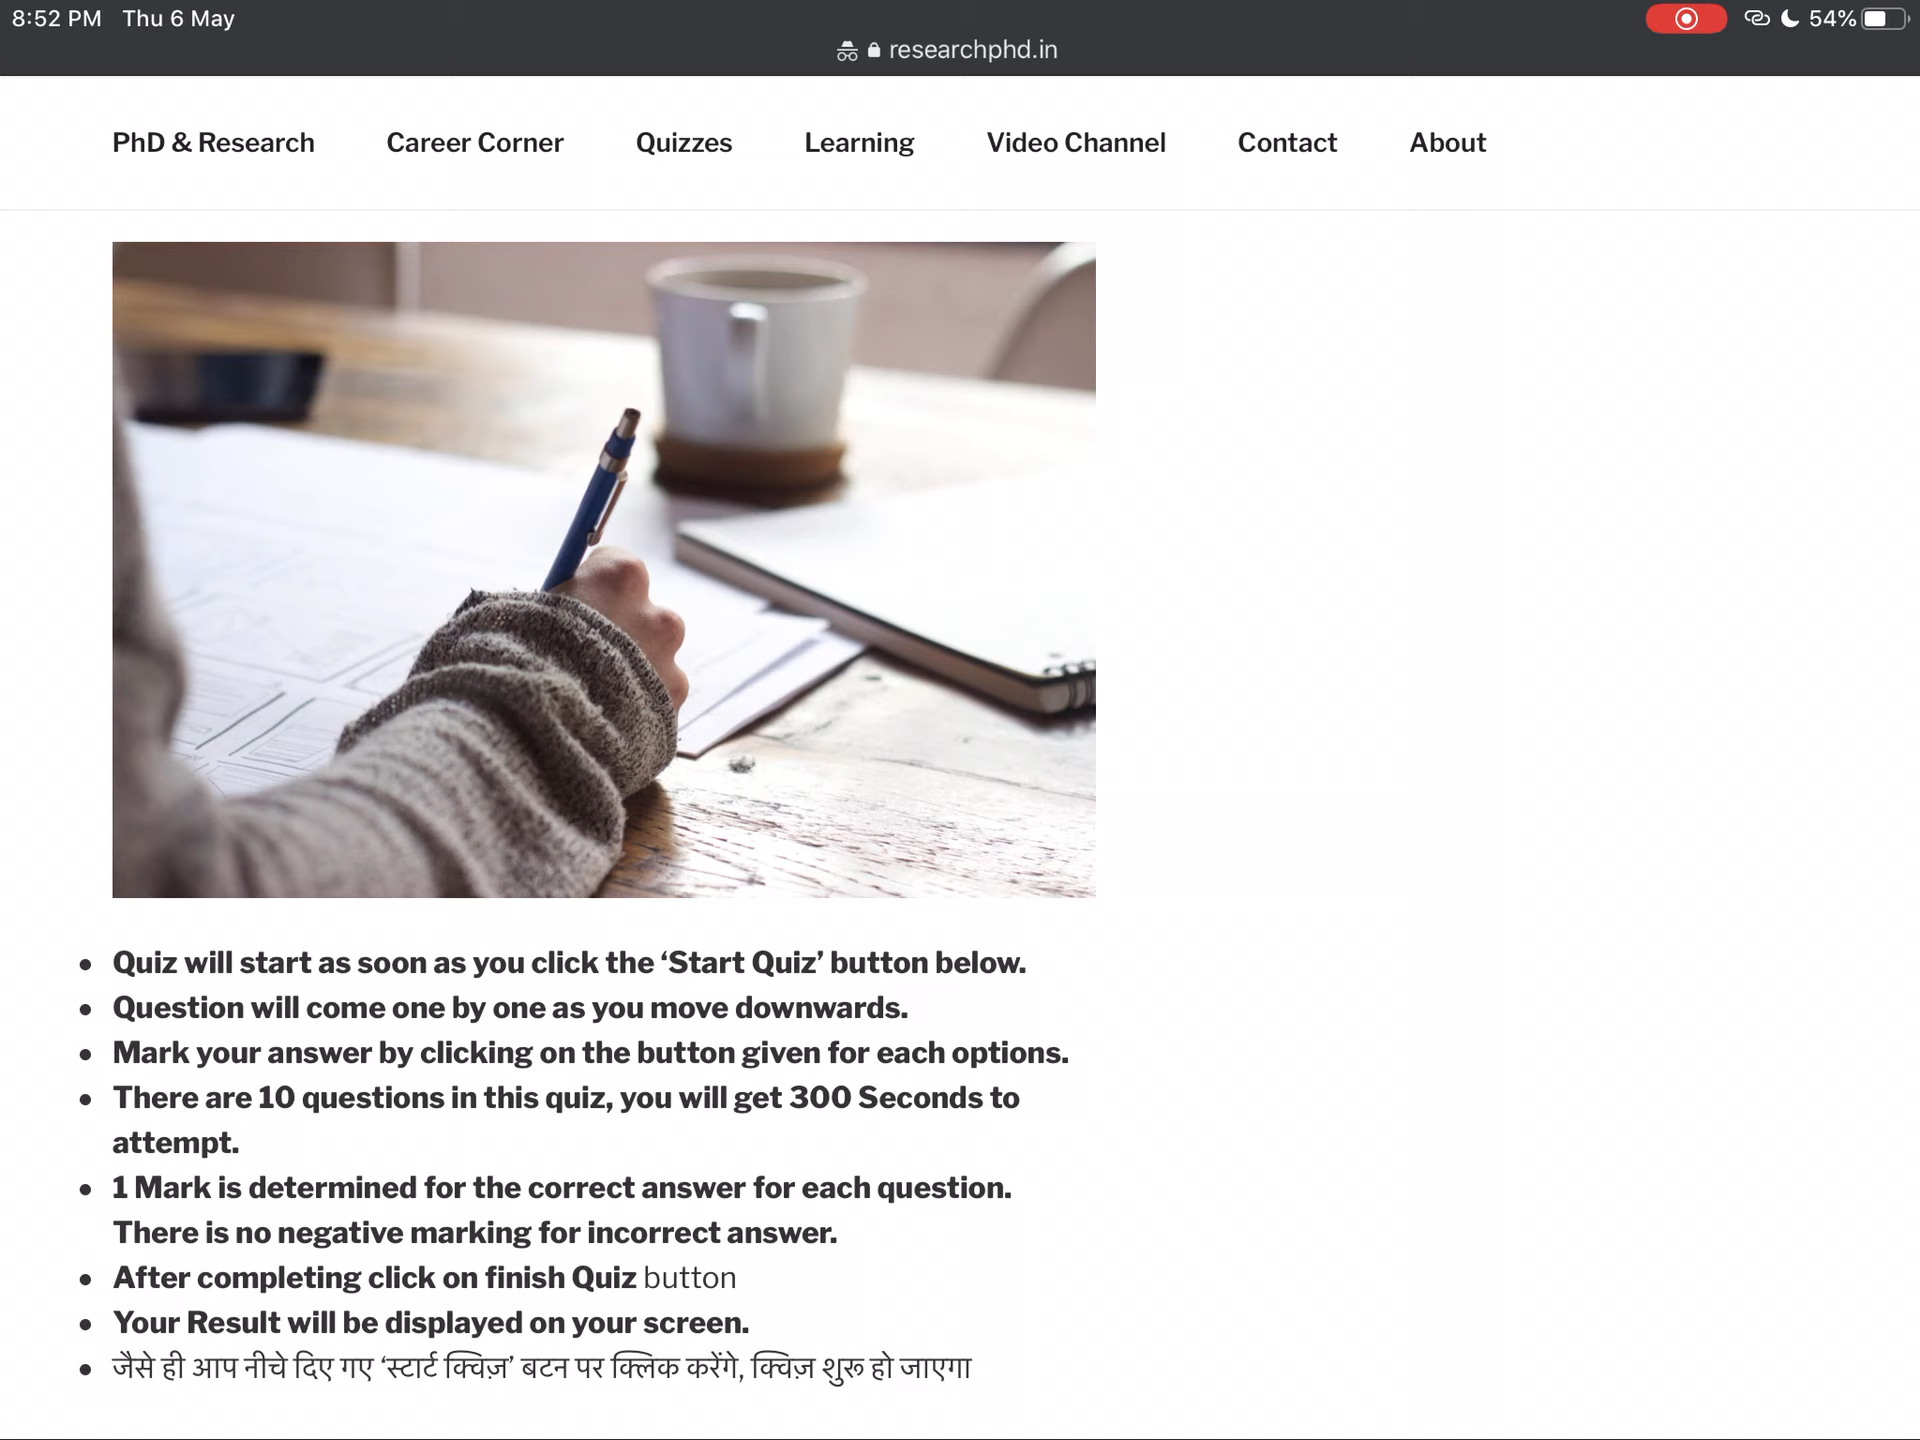 8:52 PM Thu 6 May
54%
researchphd.in
PhD & Research Career Corner Quizzes Learning Video Channel Contact About
Quiz will start as soon as you click the ‘Start Quiz’ button below.
Question will come one by one as you move downwards.
Mark your answer by clicking on the button given for each options.
There are 10 questions in this quiz, you will get 300 Seconds to
attempt.
1 Mark is determined for the correct answer for each question.
There is no negative marking for incorrect answer.
After completing click on finish Quiz button
Your Result will be displayed on your screen.
जैसे ही आप नीचे दिए गए ‘स्टार्ट क्विज़’ बटन पर क्लिक करेंगे, क्विज़ शुरू हो जाएगा